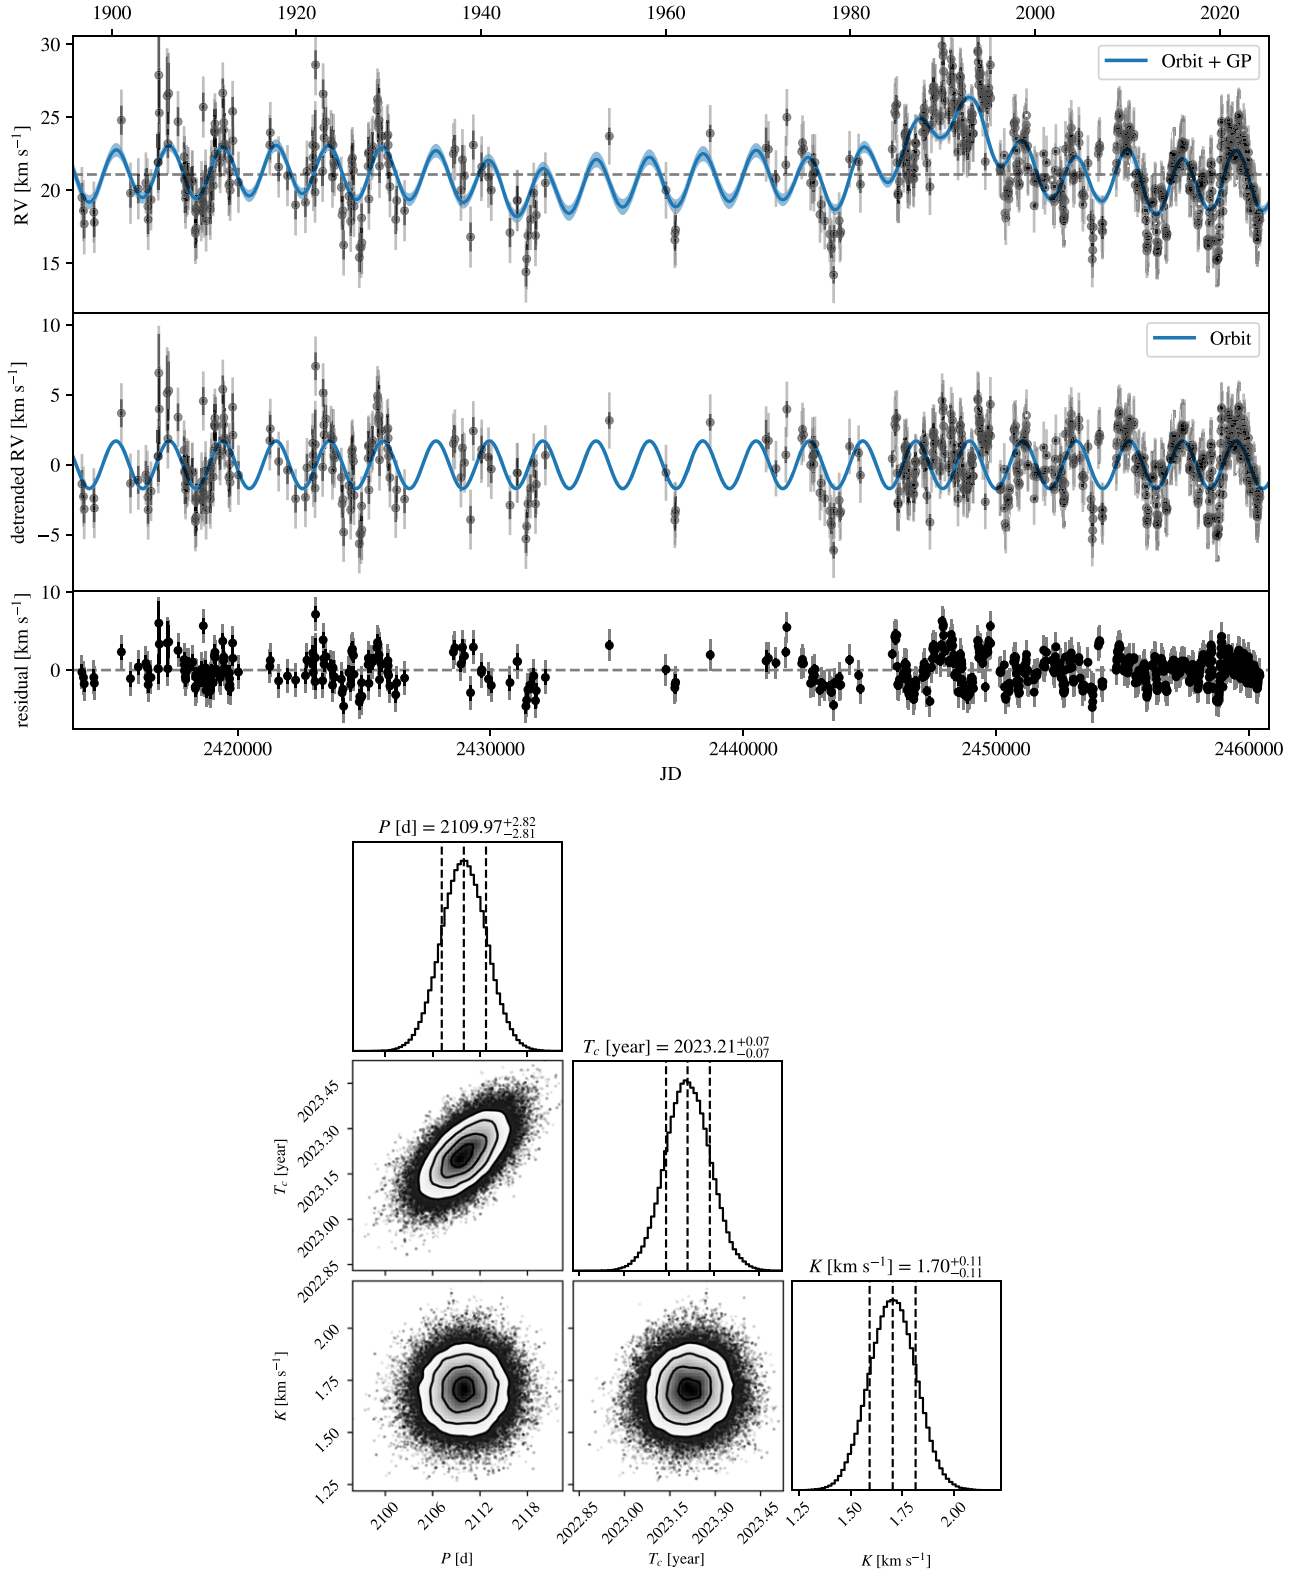 1900 1920 1940 1960 1980 2000 2020
30
25
20
15
RV [km s⁻¹]
Orbit + GP
10
5
0
−5
detrended RV [km s⁻¹]
Orbit
10
0
residual [km s⁻¹]
2420000 2430000 2440000 2450000 2460000
JD
P [d] = 2109.97 +2.82 −2.81
T_c [year] = 2023.21 +0.07 −0.07
2023.45
2023.30
2023.15
2023.00
2022.85
T_c [year]
K [km s⁻¹] = 1.70 +0.11 −0.11
2.00
1.75
1.50
1.25
K [km s⁻¹]
2100 2106 2112 2118
2022.85 2023.00 2023.15 2023.30 2023.45
1.25 1.50 1.75 2.00
P [d] T_c [year] K [km s⁻¹]